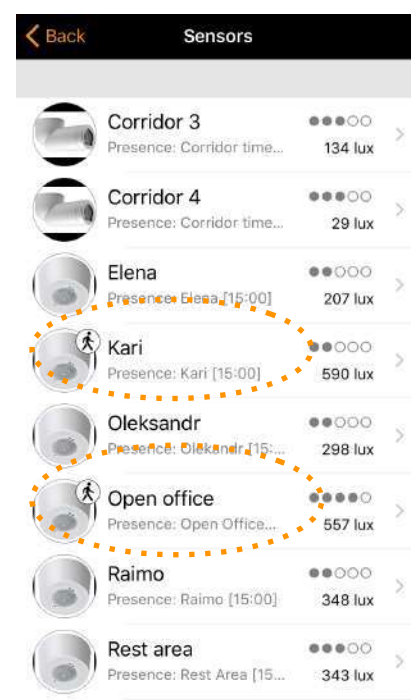 Back Sensors
Corridor 3
Presence: Corridor time... 134 lux
Corridor 4
Presence: Corridor time... 29 lux
Elena
Presence: Elena [15:00] 207 lux
Kari
Presence: Kari [15:00] 590 lux
Oleksandr
Presence: Oleksandr [15:... 298 lux
Open office
Presence: Open Office... 557 lux
Raimo
Presence: Raimo [15:00] 348 lux
Rest area
Presence: Rest Area [15... 343 lux